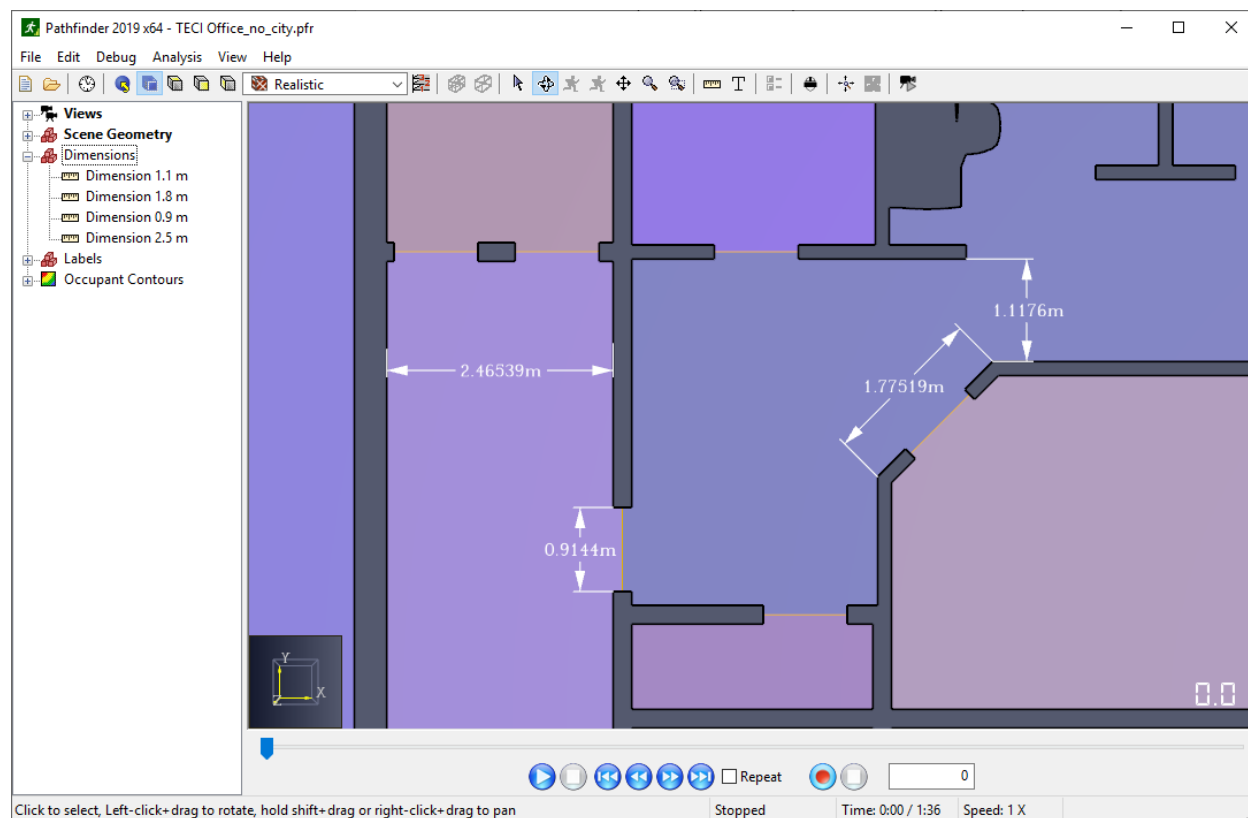 Pathfinder 2019 x64 - TECI Office_no_city.pfr
File Edit Debug Analysis View Help
Realistic
Views
Scene Geometry
Dimensions
Dimension 1.1 m
Dimension 1.8 m
Dimension 0.9 m
Dimension 2.5 m
Labels
Occupant Contours
1.1176m
2.46539m
1.77519m
0.9144m
Y
X
Z
0.0
Repeat
0
Click to select, Left-click+drag to rotate, hold shift+drag or right-click+drag to pan
Stopped
Time: 0:00 / 1:36
Speed: 1 X